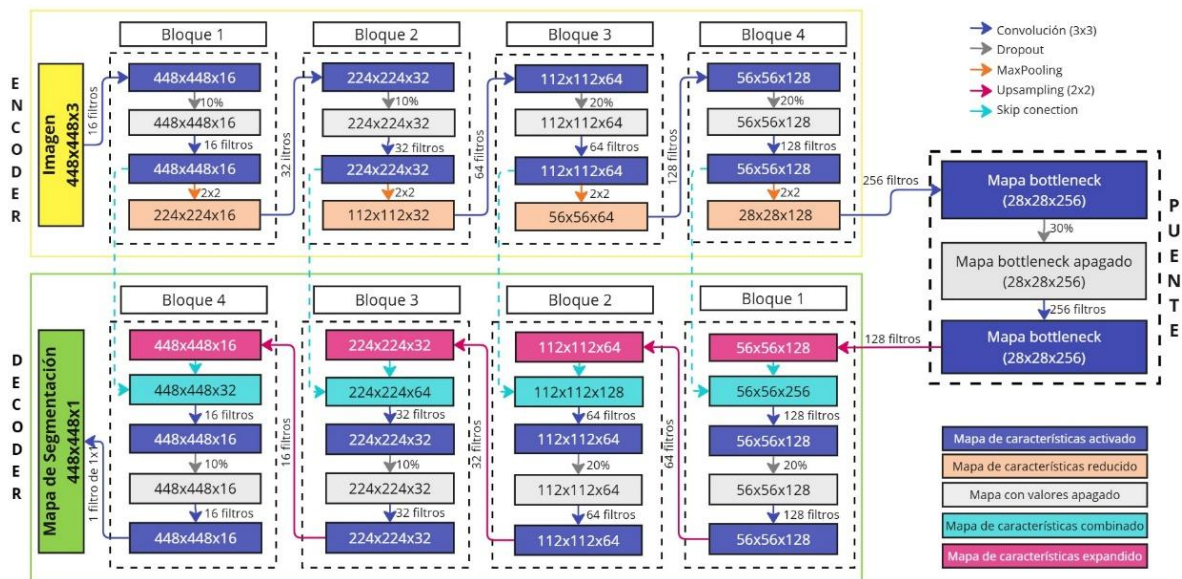 ENCODER
Imagen
448x448x3
16 filtros
Bloque 1
448x448x16
10%
448x448x16
16 filtros
448x448x16
2x2
224x224x16
32 iltros
Bloque 2
224x224x32
10%
224x224x32
32 filtros
224x224x32
2x2
112x112x32
64 filtros
Bloque 3
112x112x64
20%
112x112x64
64 filtros
112x112x64
2x2
56x56x64
128 filtros
Bloque 4
56x56x128
20%
56x56x128
128 filtros
56x56x128
2x2
28x28x128
256 filtros
Convolución (3x3)
Dropout
MaxPooling
Upsampling (2x2)
Skip conection
PUENTE
Mapa bottleneck
(28x28x256)
30%
Mapa bottleneck apagado
(28x28x256)
256 filtros
Mapa bottleneck
(28x28x256)
128 filtros
DECODER
Bloque 1
56x56x128
56x56x256
128 filtros
56x56x128
20%
56x56x128
128 filtros
56x56x128
64 filtros
Bloque 2
112x112x64
112x112x128
64 filtros
112x112x64
20%
112x112x64
64 filtros
112x112x64
32 filtros
Bloque 3
224x224x32
224x224x64
32 filtros
224x224x32
10%
224x224x32
32 filtros
224x224x32
16 filtros
Bloque 4
448x448x16
448x448x32
16 filtros
448x448x16
10%
448x448x16
16 filtros
448x448x16
1 filtro de 1x1
Mapa de Segmentación
448x448x1
Mapa de características activado
Mapa de características reducido
Mapa con valores apagado
Mapa de características combinado
Mapa de características expandido